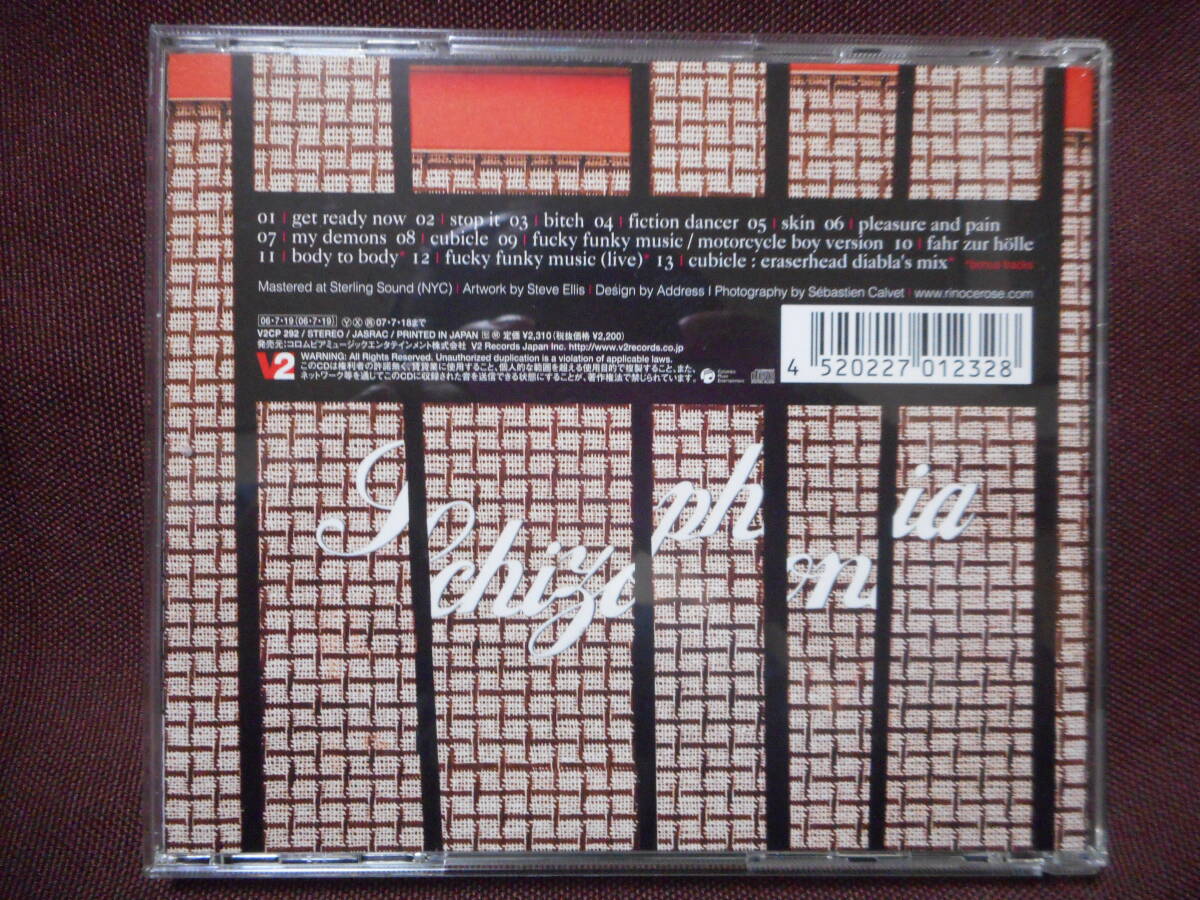 01 | get ready now 02 | stop it 03 | bitch 04 | fiction dancer 05 | skin 06 | pleasure and pain
07 | my demons 08 | cubicle 09 | fucky funky music / motorcycle boy version 10 | fahr zur hölle
11 | body to body* 12 | fucky funky music (live)* 13 | cubicle : eraserhead diabla's mix* *bonus tracks
Mastered at Sterling Sound (NYC) | Artwork by Steve Ellis | Design by Address | Photography by Sébastien Calvet | www.rinocerose.com
06・7・19 (06・7・19) Ⓨ Ⓧ 再 07・7・18まで
V2CP 292 / STEREO / JASRAC / PRINTED IN JAPAN 定価 ¥2,310 (税抜価格 ¥2,200)
発売元:コロムビアミュージックエンタテインメント株式会社 V2 Records Japan Inc. http://www.v2records.co.jp
V2
WARNING: All Rights Reserved. Unauthorized duplication is a violation of applicable laws.
このCDは権利者の許諾無く賃貸業に使用すること、個人的な範囲を超える使用目的で複製すること、また、
ネットワーク等を通じてこのCDに収録された音を送信できる状態にすることが、著作権法で禁じられています。
4 520227 012328
Schizophonia